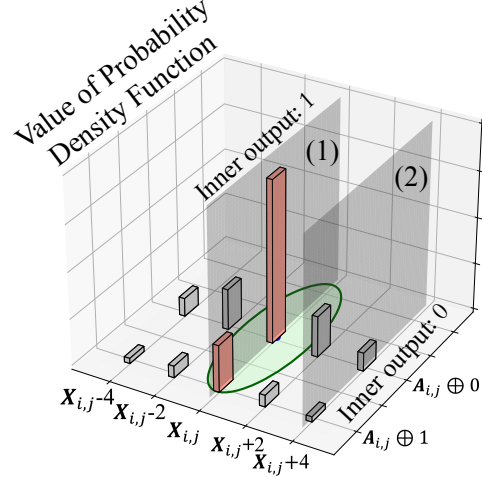 Value of Probability
Density Function
Inner output: 1
(1)
(2)
Inner output: 0
X_{i,j}-4
X_{i,j}-2
X_{i,j}
X_{i,j}+2
X_{i,j}+4
A_{i,j} ⊕ 0
A_{i,j} ⊕ 1